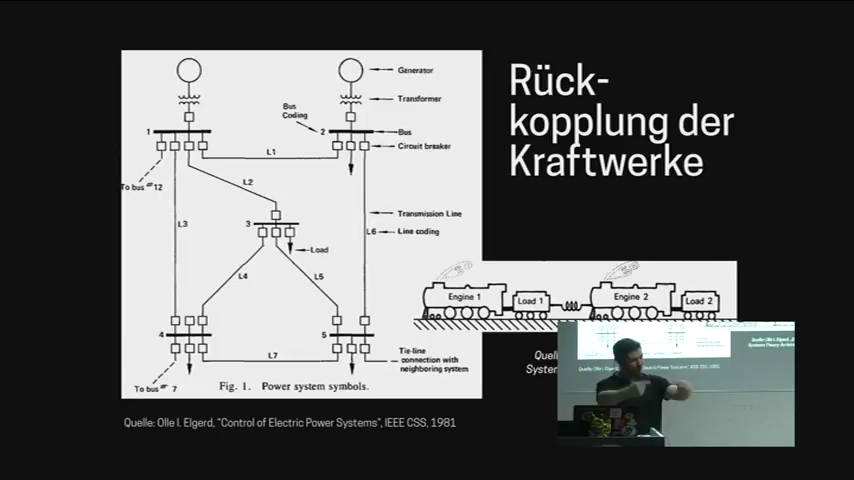 Rück-
kopplung der
Kraftwerke
Generator
Transformer
Bus
Coding
1
2
Bus
Circuit breaker
L1
To bus #12
L2
L3
3
Transmission Line
L6
Line coding
Load
L4
L5
4
5
L7
To bus 7
Tie-line
connection with
neighboring system
Fig. 1. Power system symbols.
Engine 1
Load 1
Engine 2
Load 2
Quelle: Olle I. Elgerd, "Control of Electric Power Systems", IEEE CSS, 1981